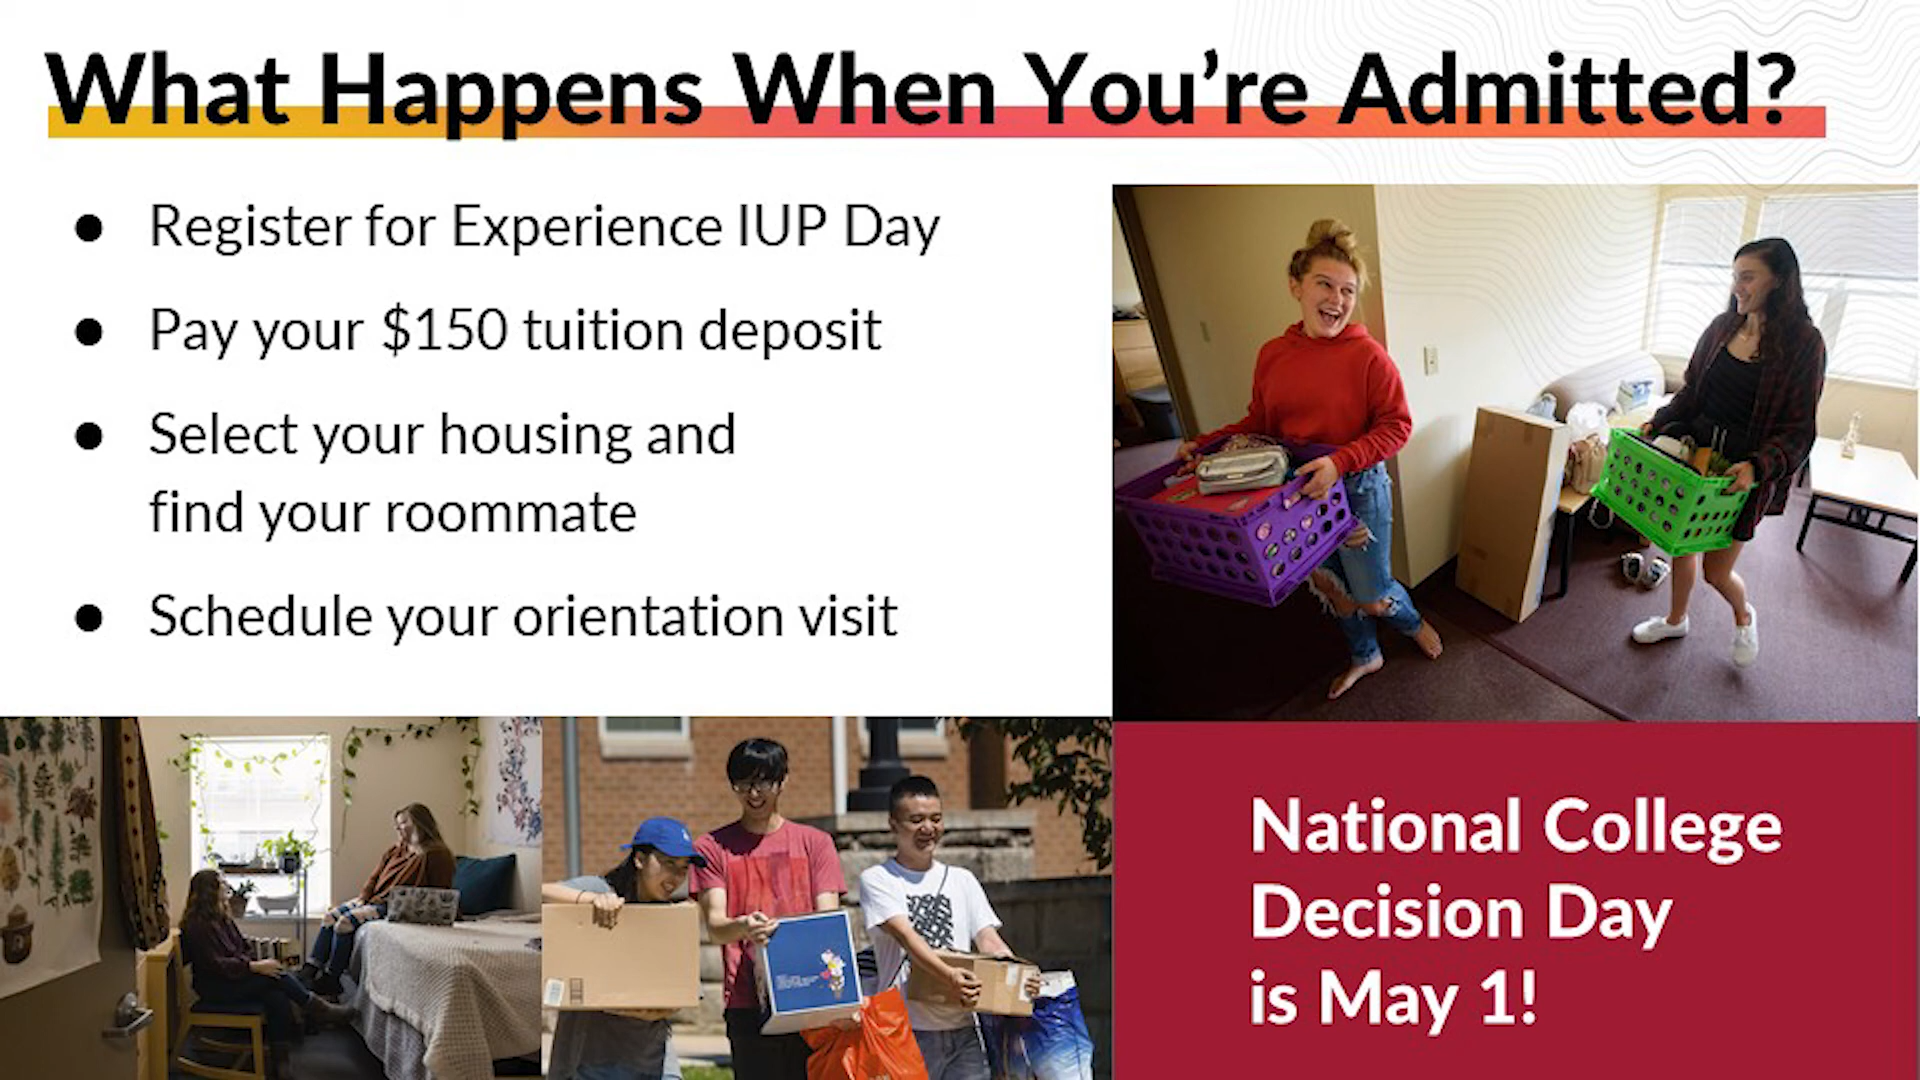 What Happens When You’re Admitted?
● Register for Experience IUP Day
● Pay your $150 tuition deposit
● Select your housing and
find your roommate
● Schedule your orientation visit
National College
Decision Day
is May 1!